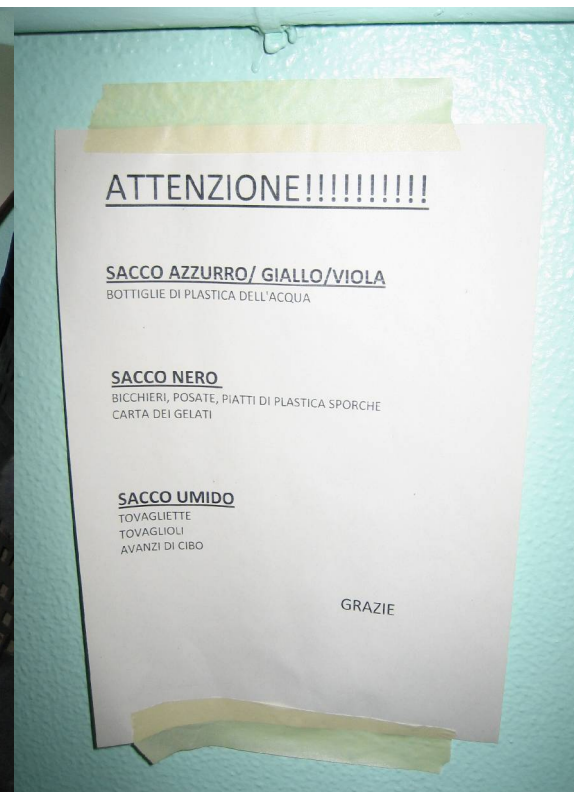 ATTENZIONE!!!!!!!!!!
SACCO AZZURRO/ GIALLO/VIOLA
BOTTIGLIE DI PLASTICA DELL'ACQUA
SACCO NERO
BICCHIERI, POSATE, PIATTI DI PLASTICA SPORCHE
CARTA DEI GELATI
SACCO UMIDO
TOVAGLIETTE
TOVAGLIOLI
AVANZI DI CIBO
GRAZIE